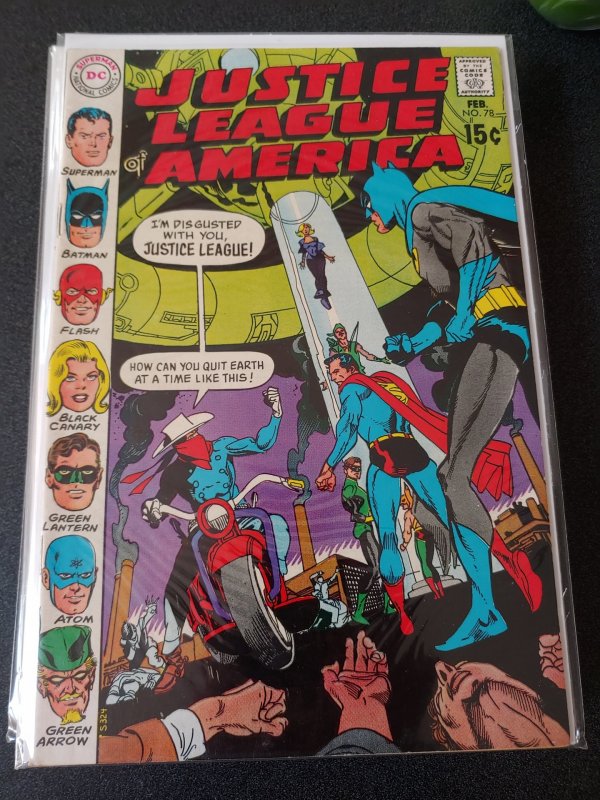 SUPERMAN
DC
NATIONAL COMICS
JUSTICE
LEAGUE
of AMERICA
APPROVED
BY THE
COMICS
CODE
AUTHORITY
FEB.
NO. 78
15¢
SUPERMAN
BATMAN
FLASH
BLACK
CANARY
GREEN
LANTERN
ATOM
GREEN
ARROW
I'M DISGUSTED
WITH YOU,
JUSTICE LEAGUE!
HOW CAN YOU QUIT EARTH
AT A TIME LIKE THIS!
S.324